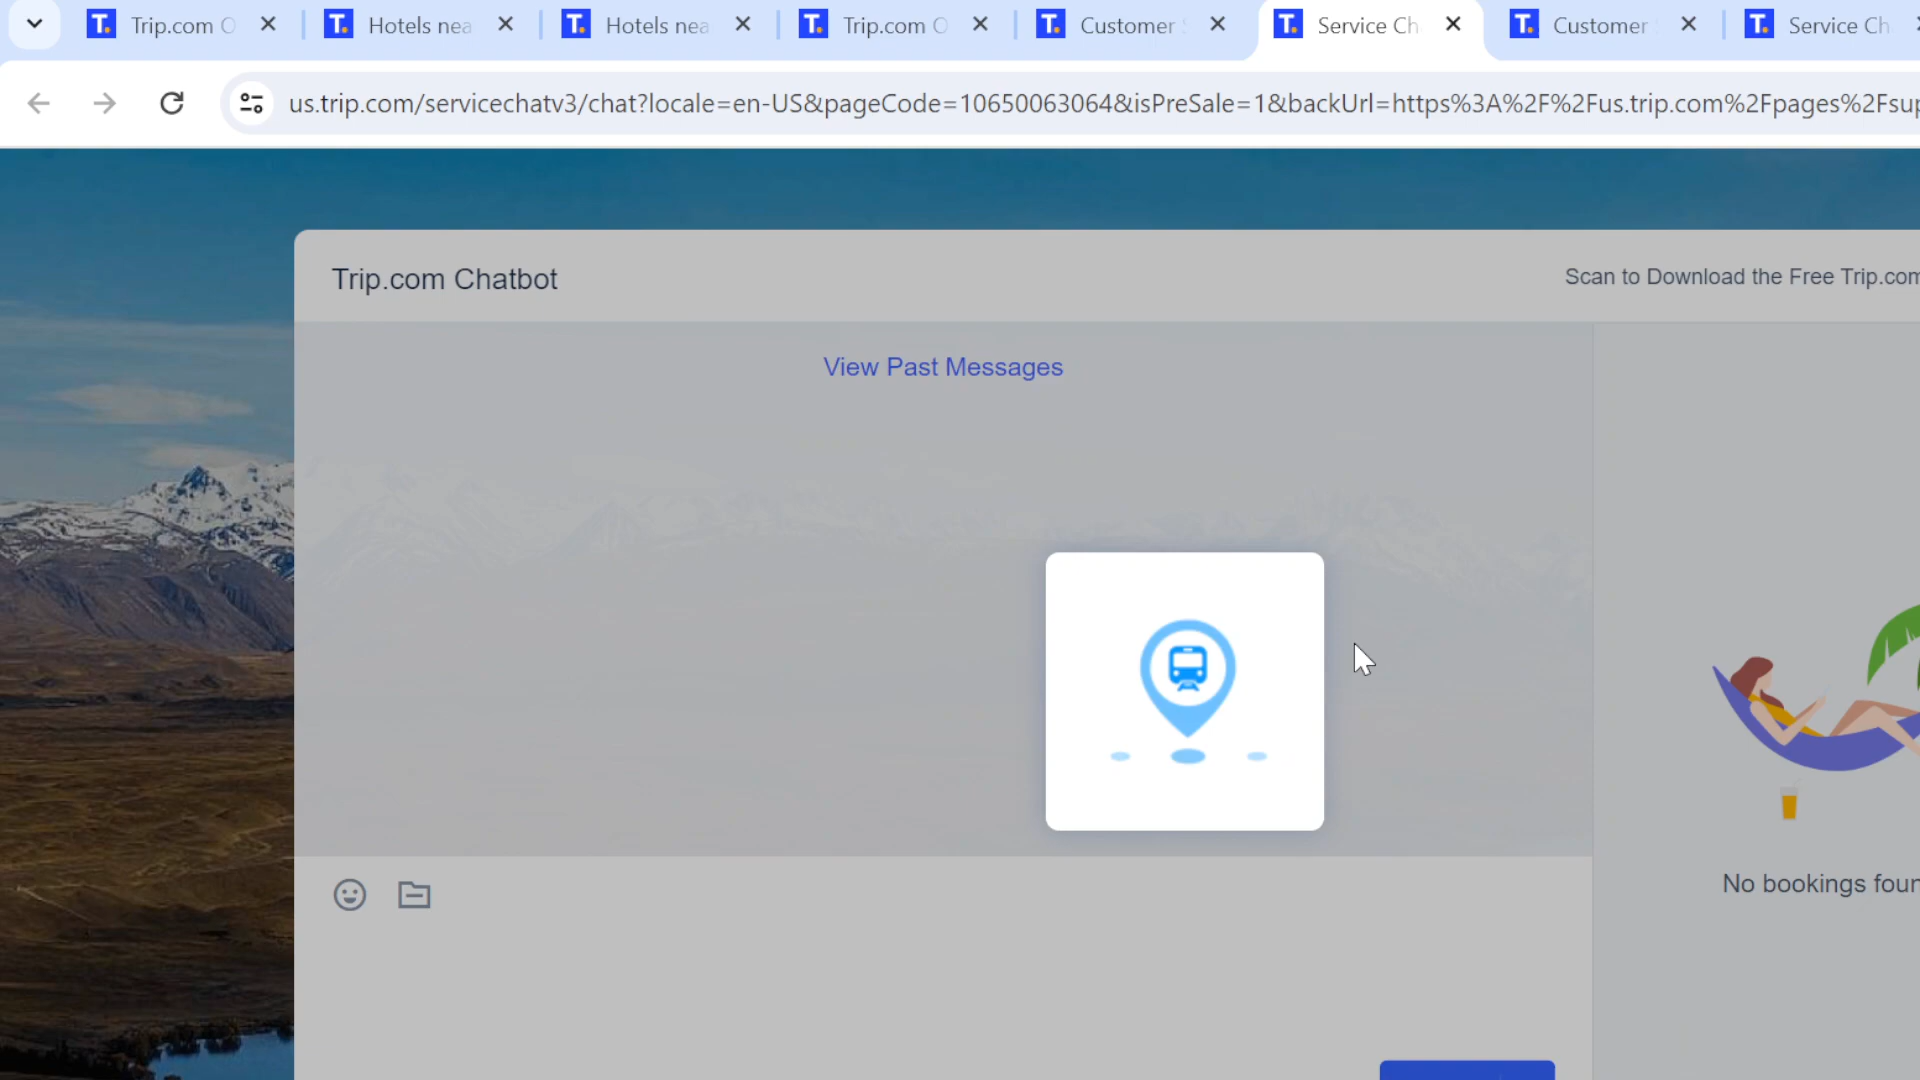 T. Trip.com O
T. Hotels nea
T. Hotels nea
T. Trip.com O
T. Customer S
T. Service Ch
T. Customer
T. Service Ch
us.trip.com/servicechatv3/chat?locale=en-US&pageCode=10650063064&isPreSale=1&backUrl=https%3A%2F%2Fus.trip.com%2Fpages%2Fsup
Trip.com Chatbot
Scan to Download the Free Trip.com
View Past Messages
No bookings foun